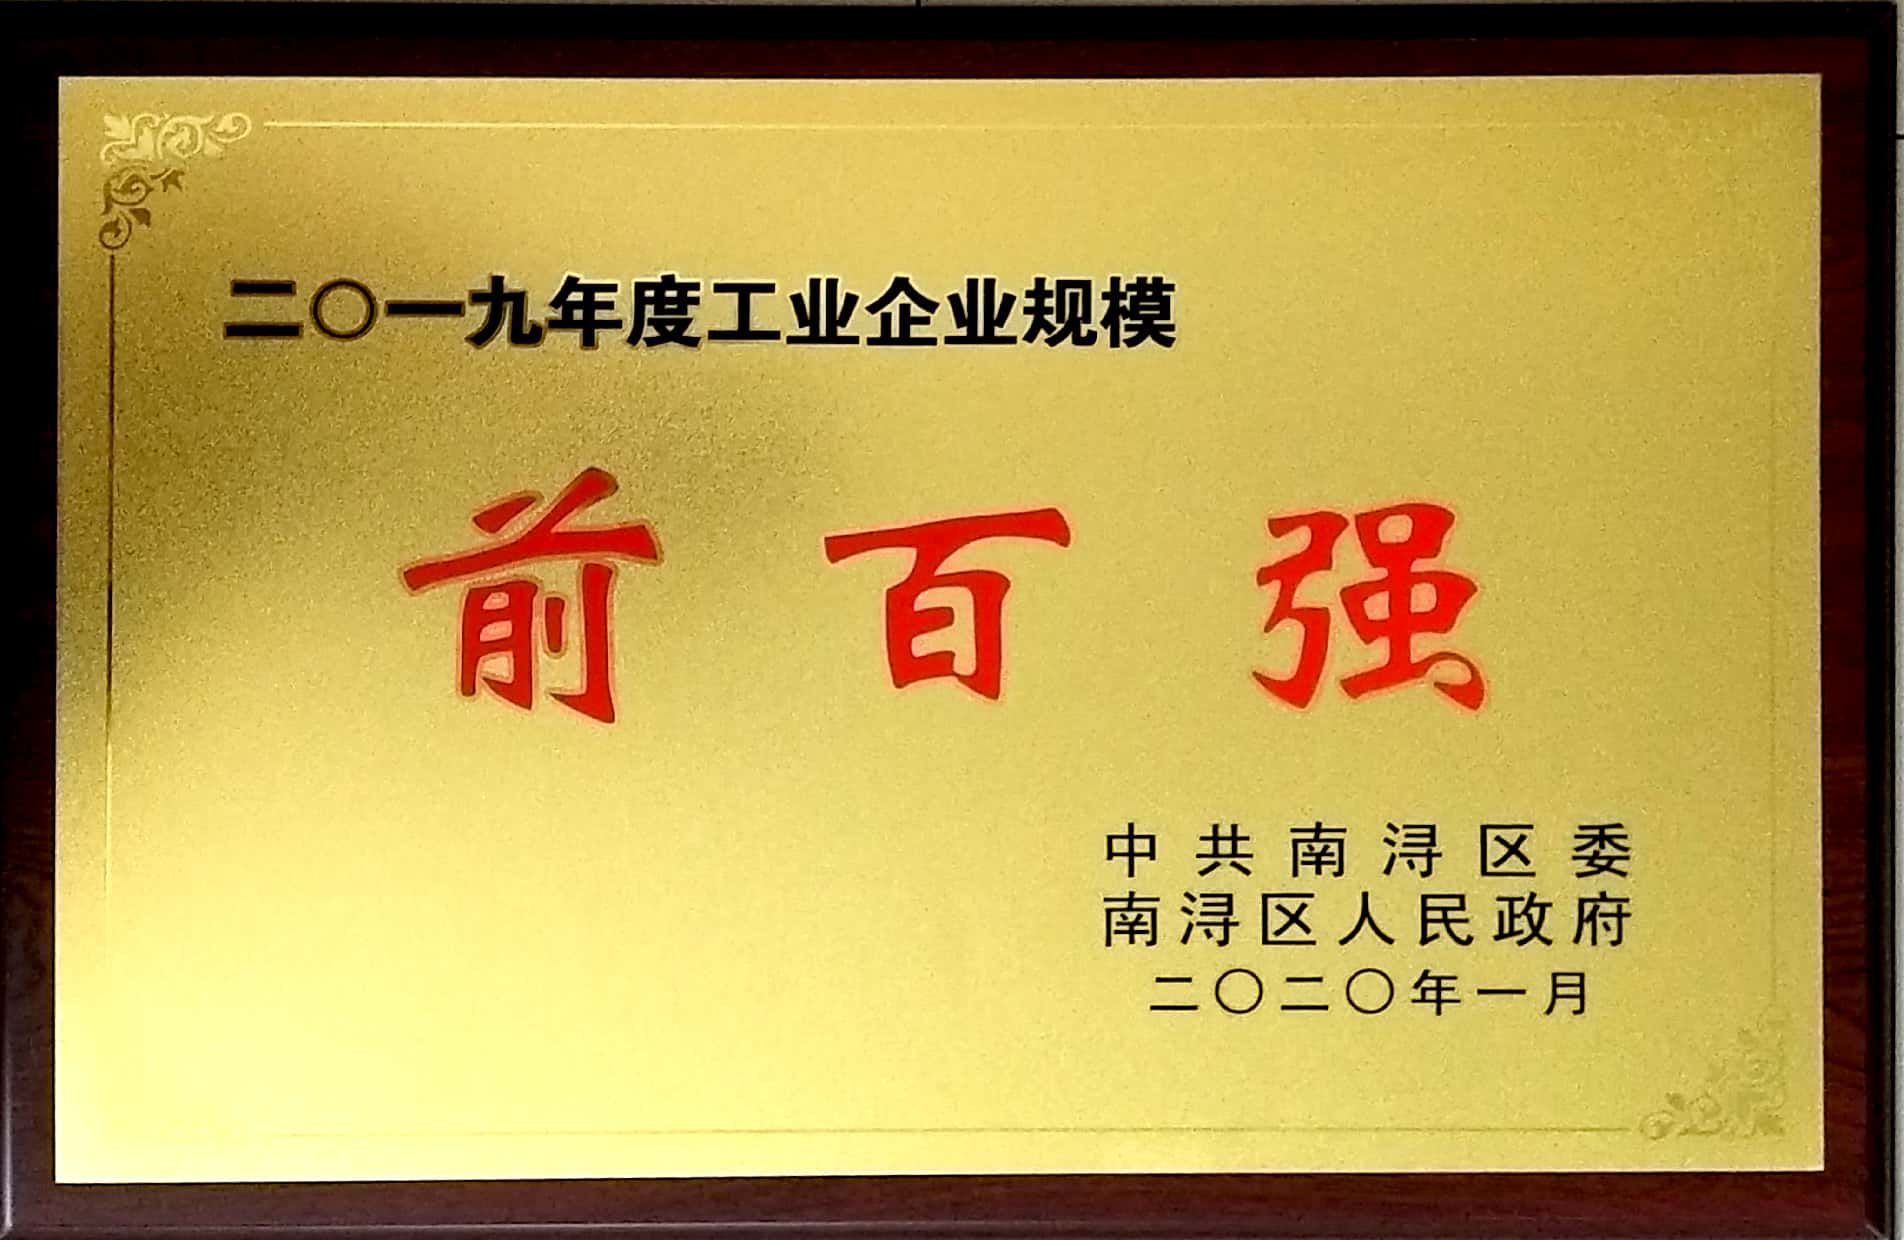 二〇一九年度工业企业规模
前百强
中共南浔区委
南浔区人民政府
二〇二〇年一月